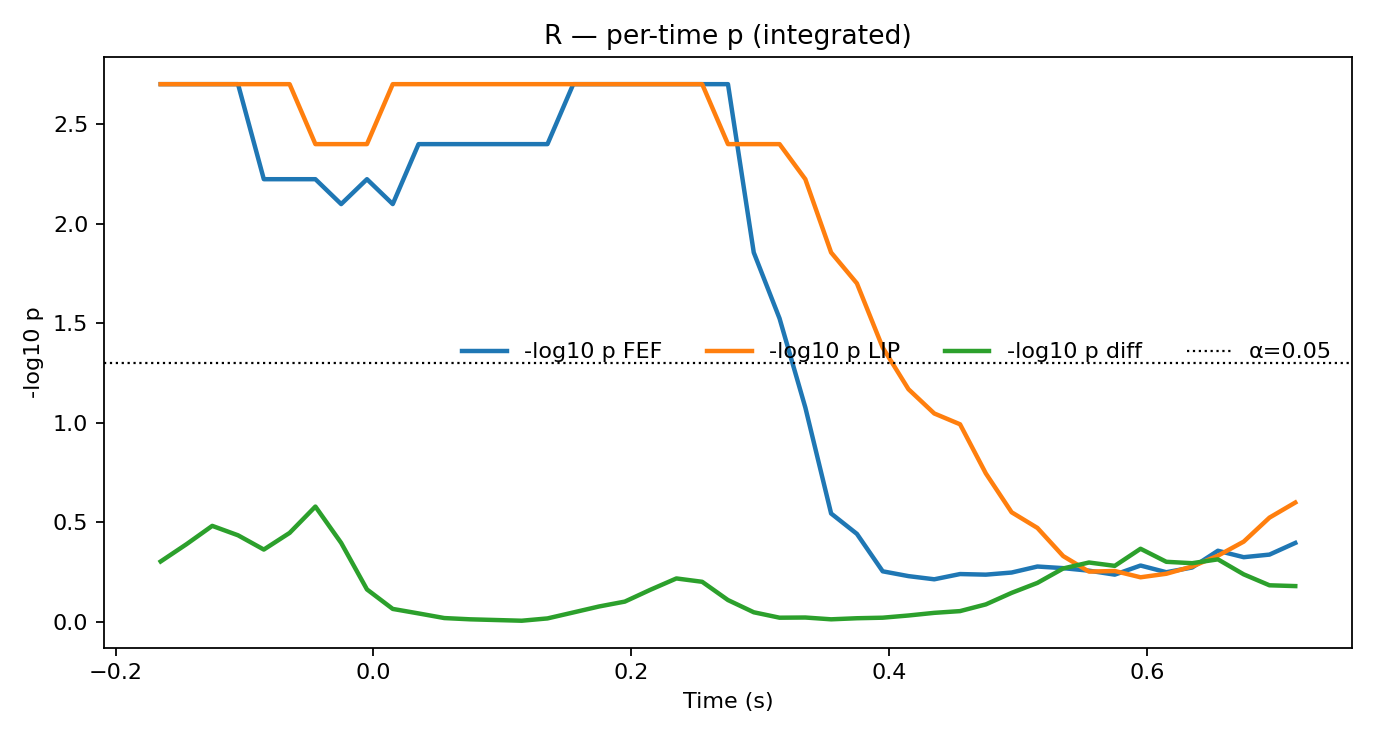 R — per-time p (integrated)
-log10 p
2.5
2.0
1.5
1.0
0.5
0.0
-log10 p FEF -log10 p LIP -log10 p diff α=0.05
−0.2 0.0 0.2 0.4 0.6
Time (s)